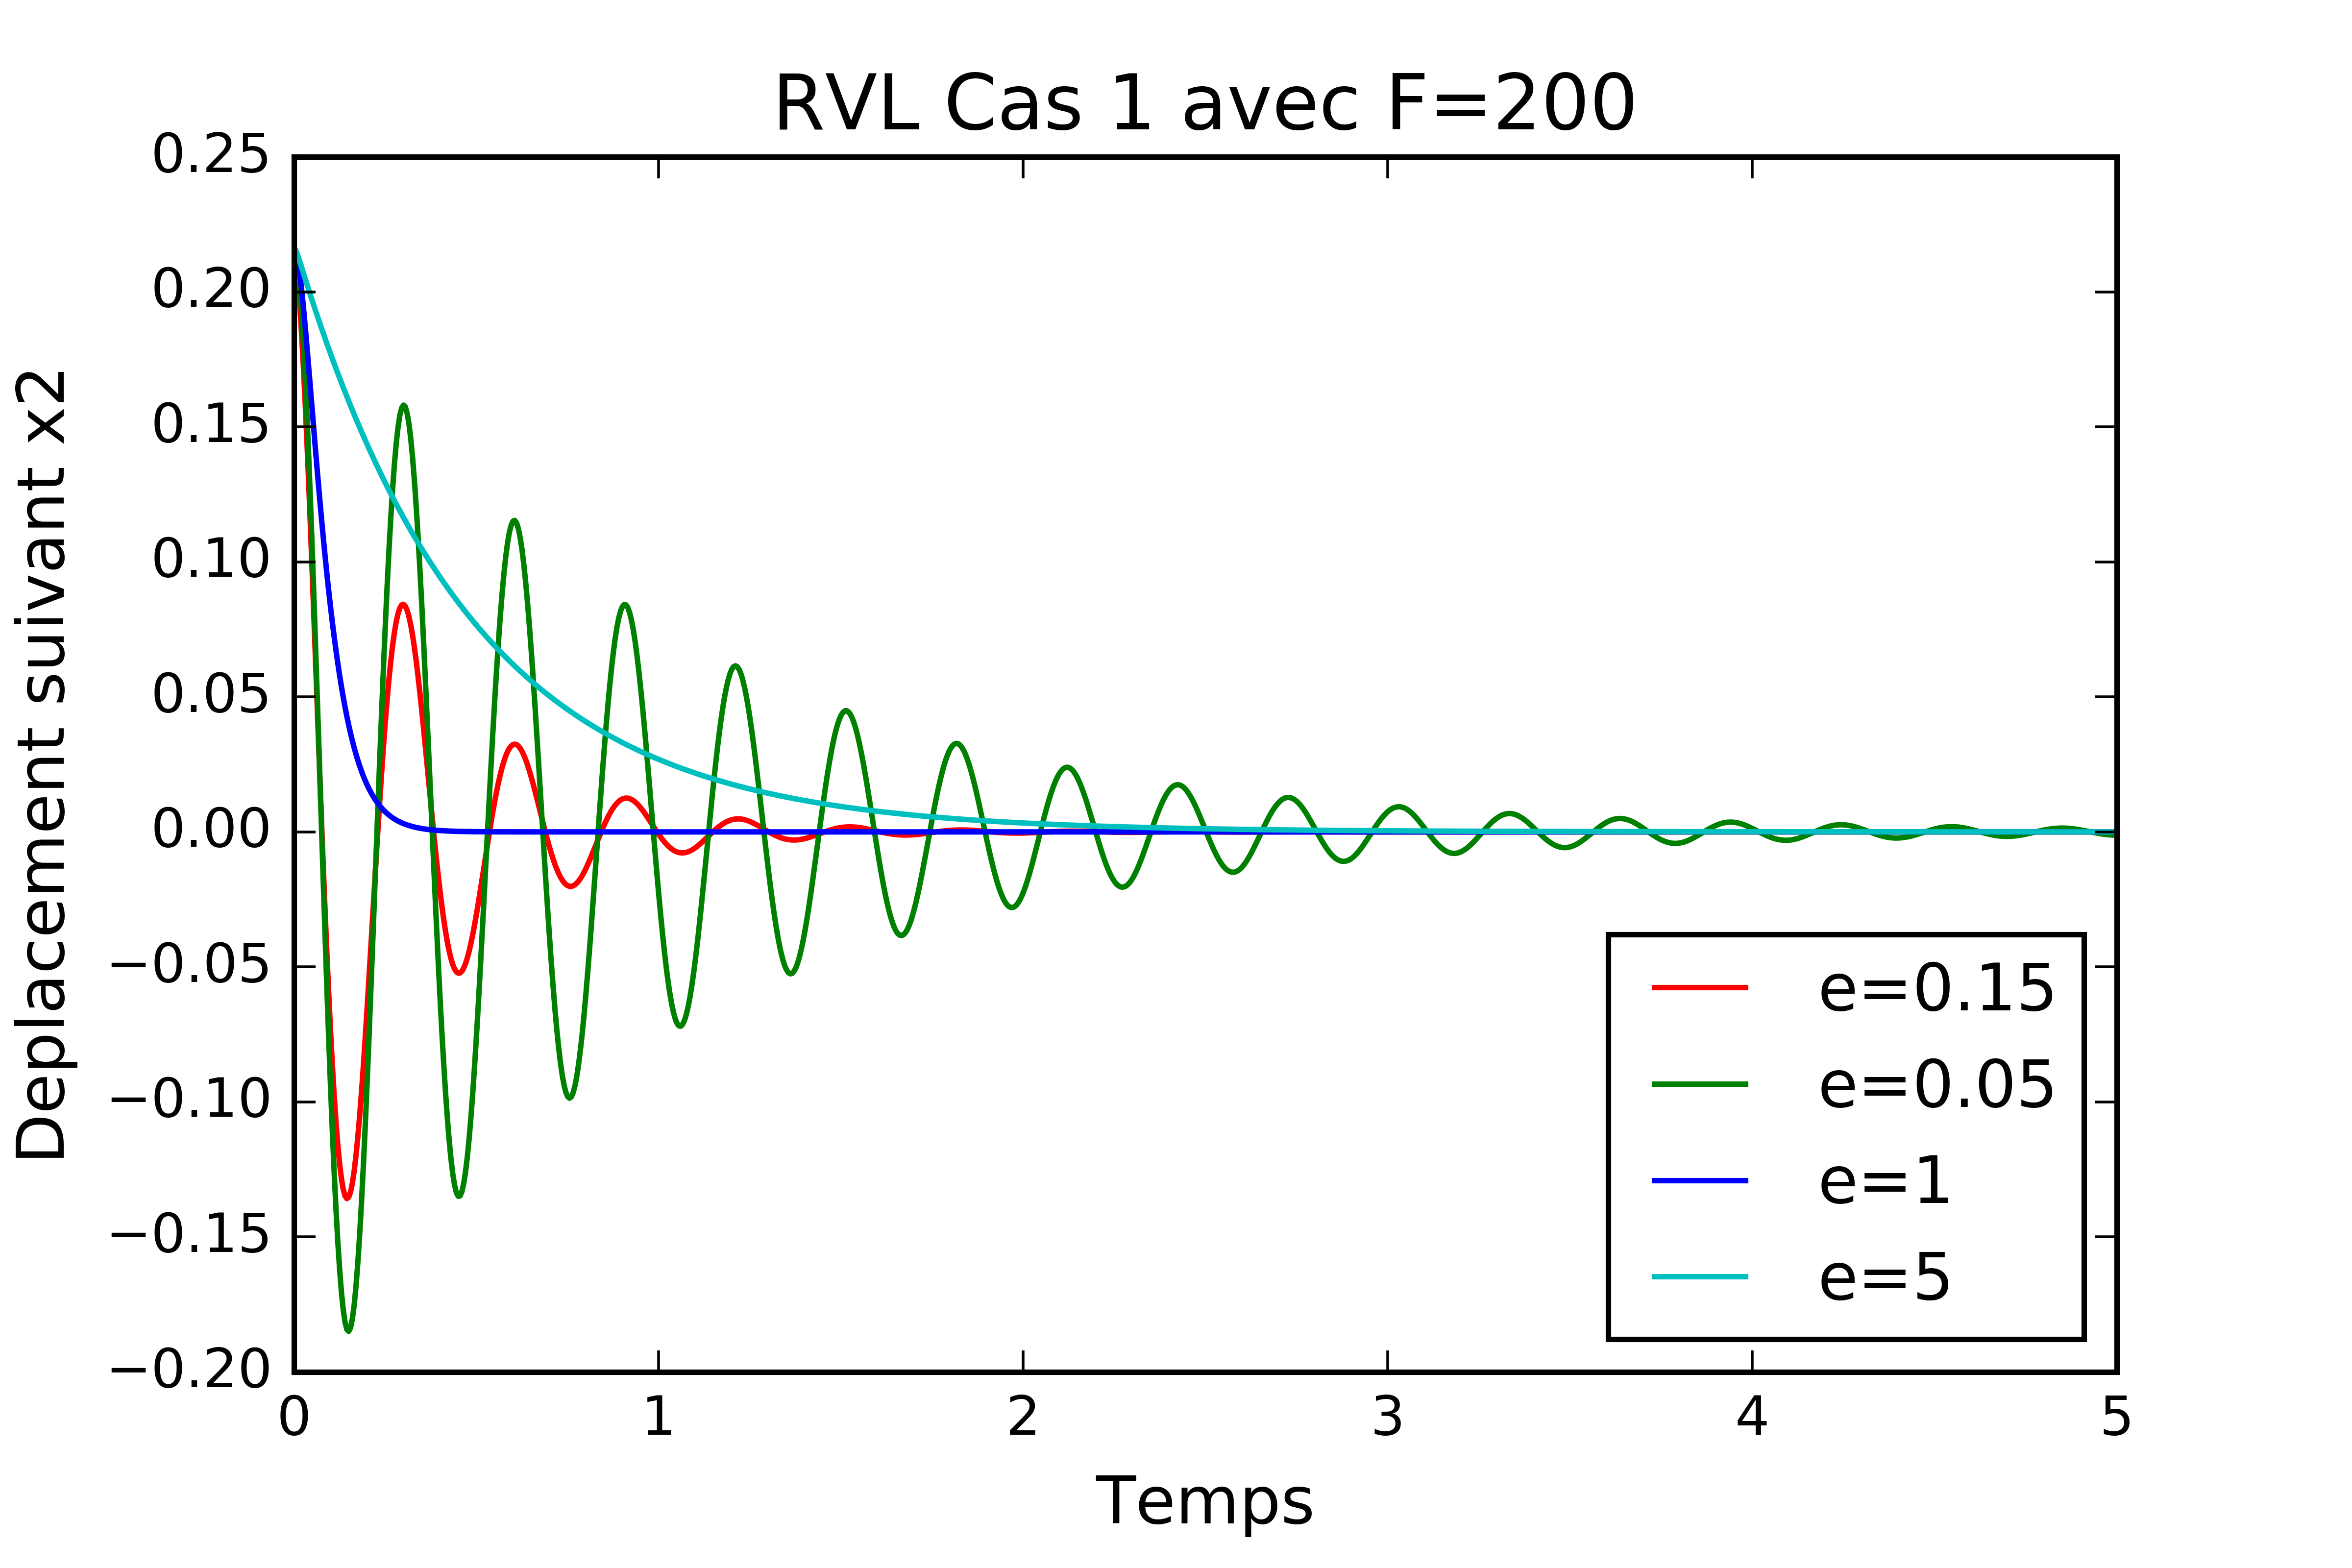 RVL Cas 1 avec F=200
Deplacement suivant x2
0.25
0.20
0.15
0.10
0.05
0.00
−0.05
−0.10
−0.15
−0.20
0 1 2 3 4 5
Temps
e=0.15
e=0.05
e=1
e=5